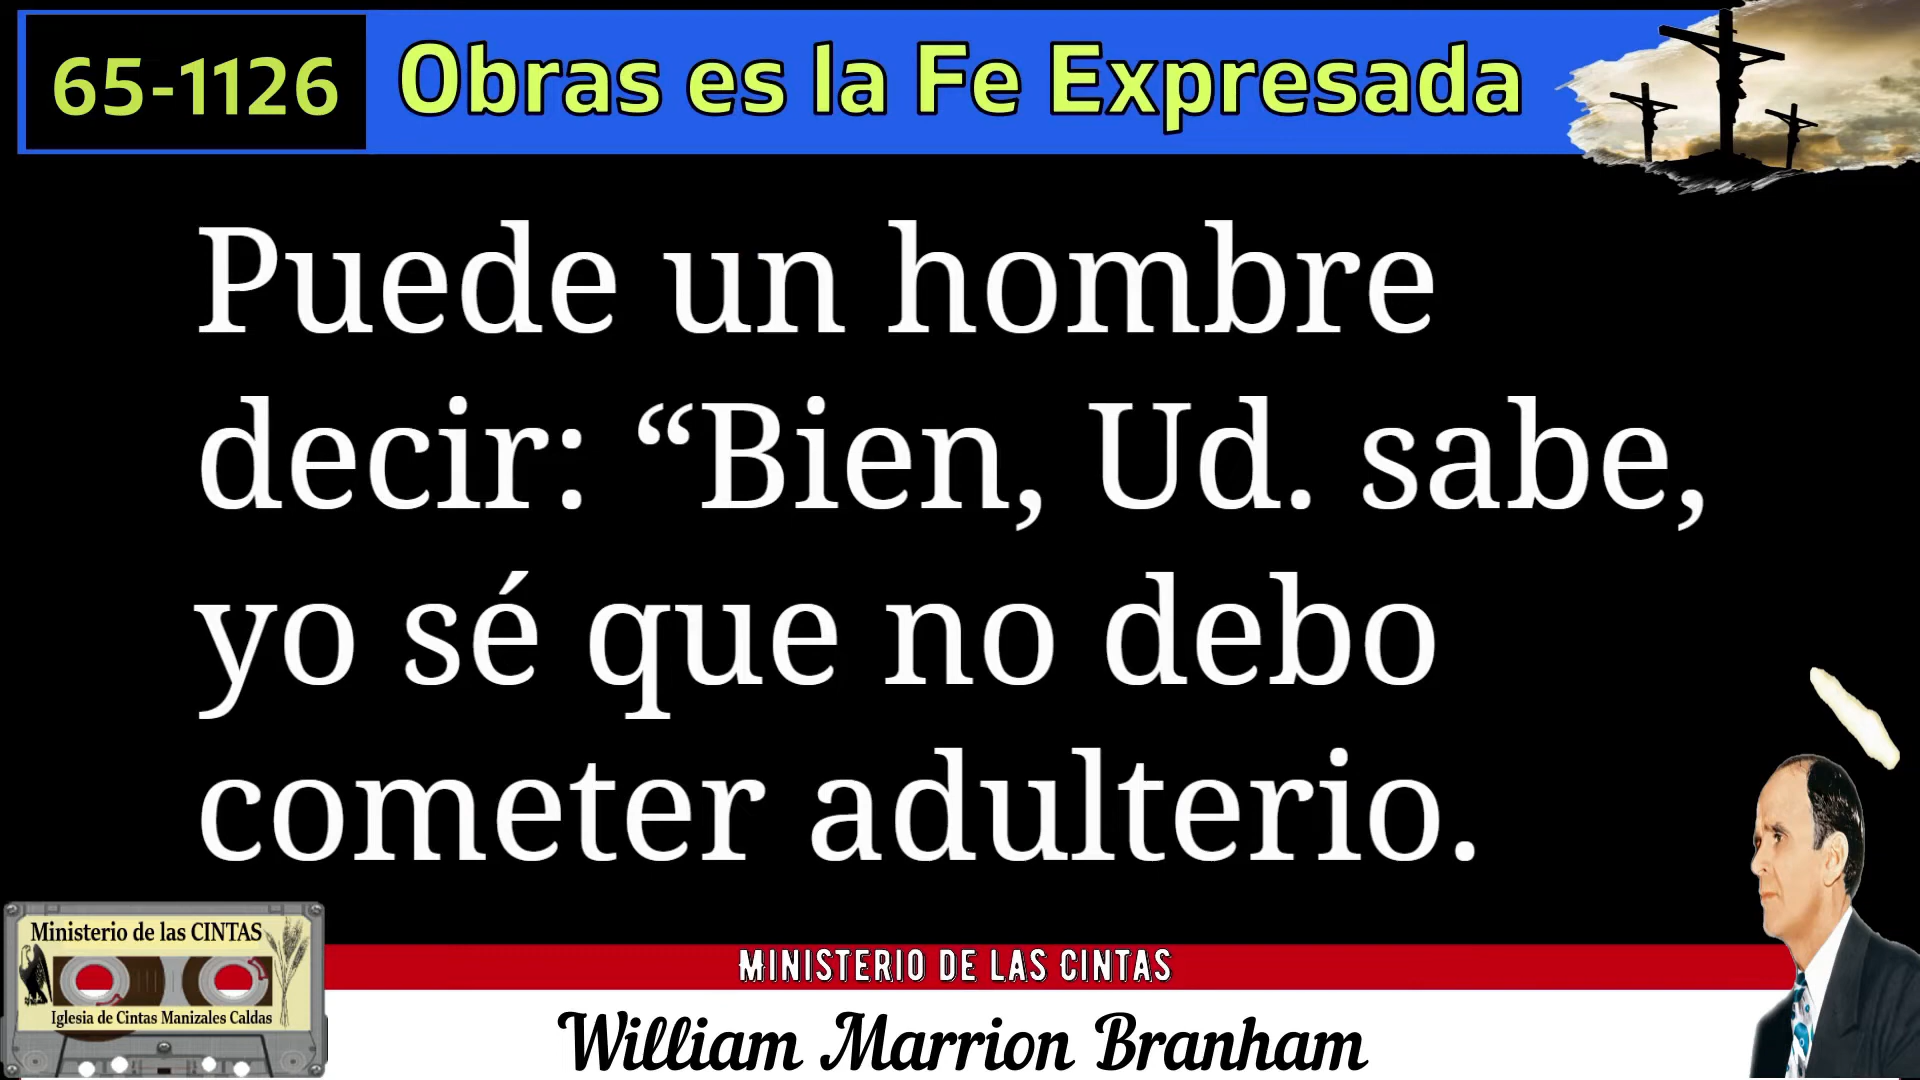 65-1126
Obras es la Fe Expresada
Puede un hombre
decir: “Bien, Ud. sabe,
yo sé que no debo
cometer adulterio.
Ministerio de las CINTAS
Iglesia de Cintas Manizales Caldas
MINISTERIO DE LAS CINTAS
William Marrion Branham